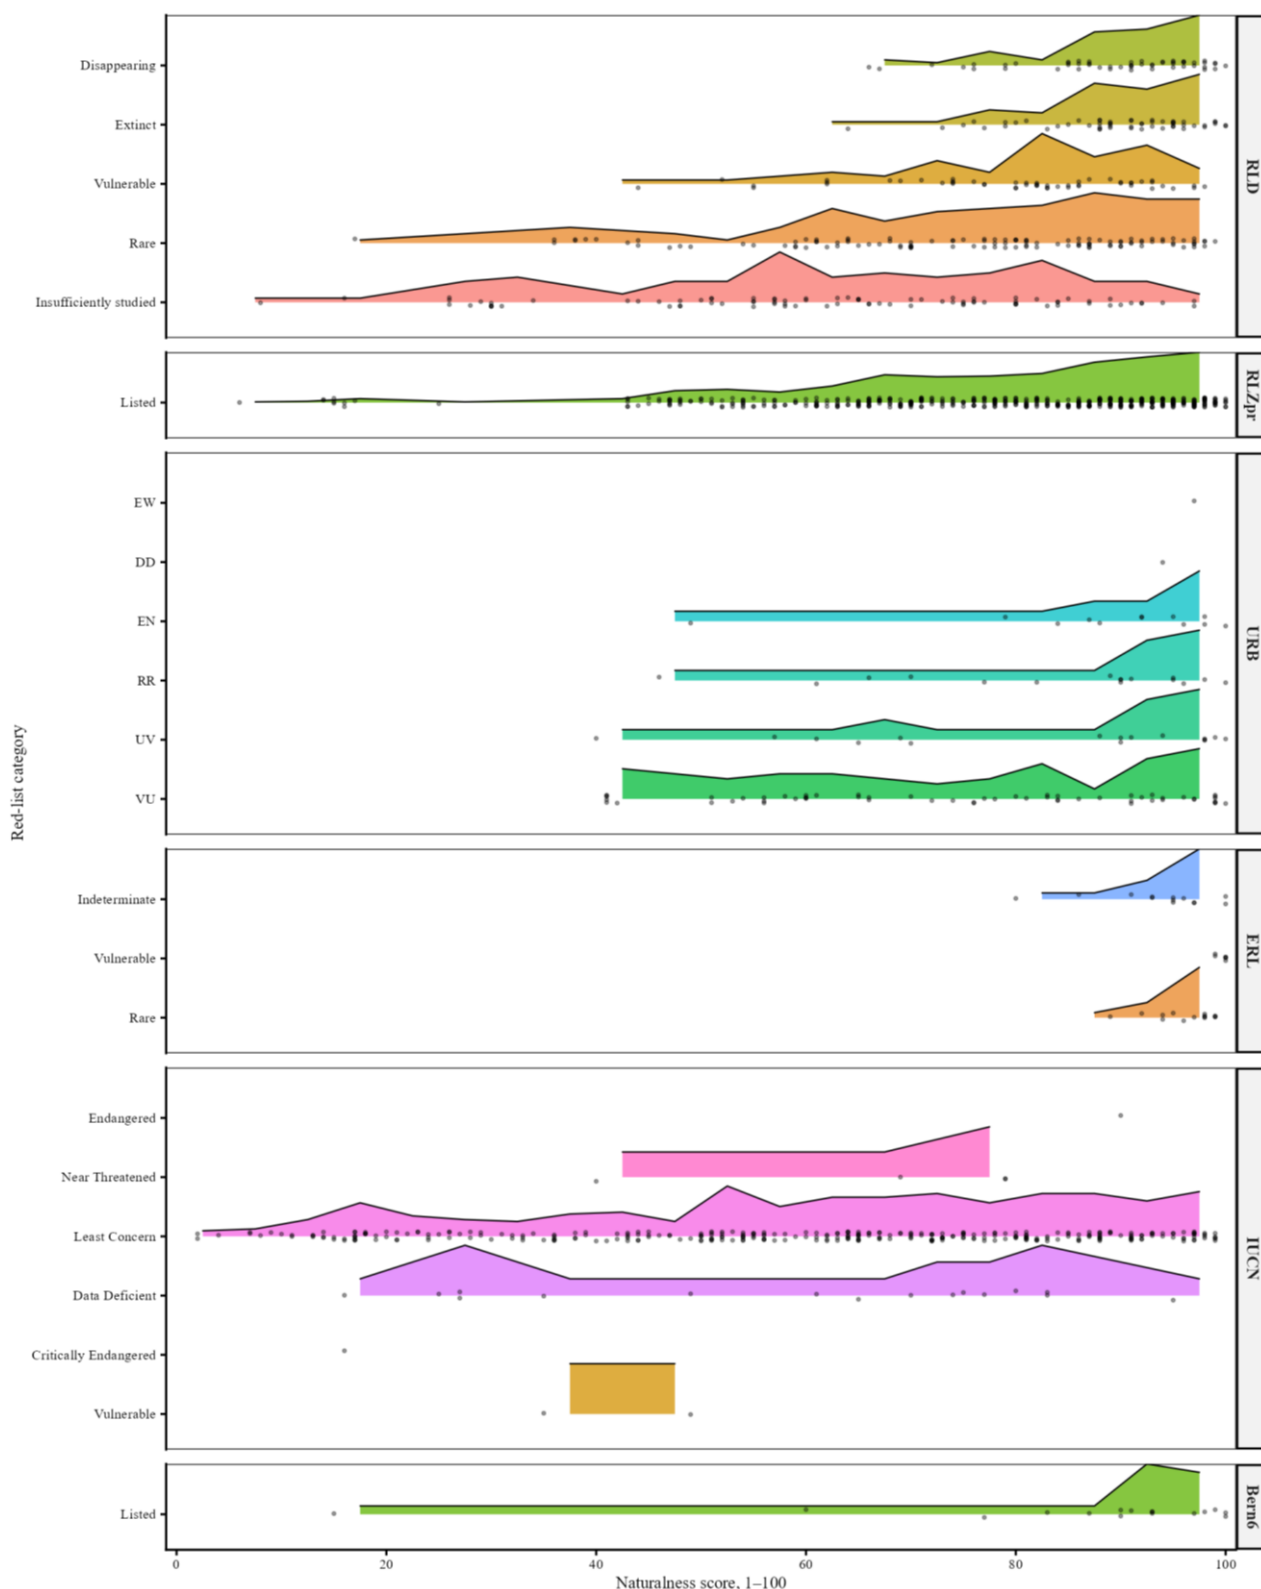 Disappearing
Extinct
Vulnerable
Rare
Insufficiently studied
RLD
Listed
RLZpr
EW
DD
EN
RR
UV
VU
URB
Red-list category
Indeterminate
Vulnerable
Rare
ERL
Endangered
Near Threatened
Least Concern
Data Deficient
Critically Endangered
Vulnerable
IUCN
Listed
Bern6
0 20 40 60 80 100
Naturalness score, 1–100